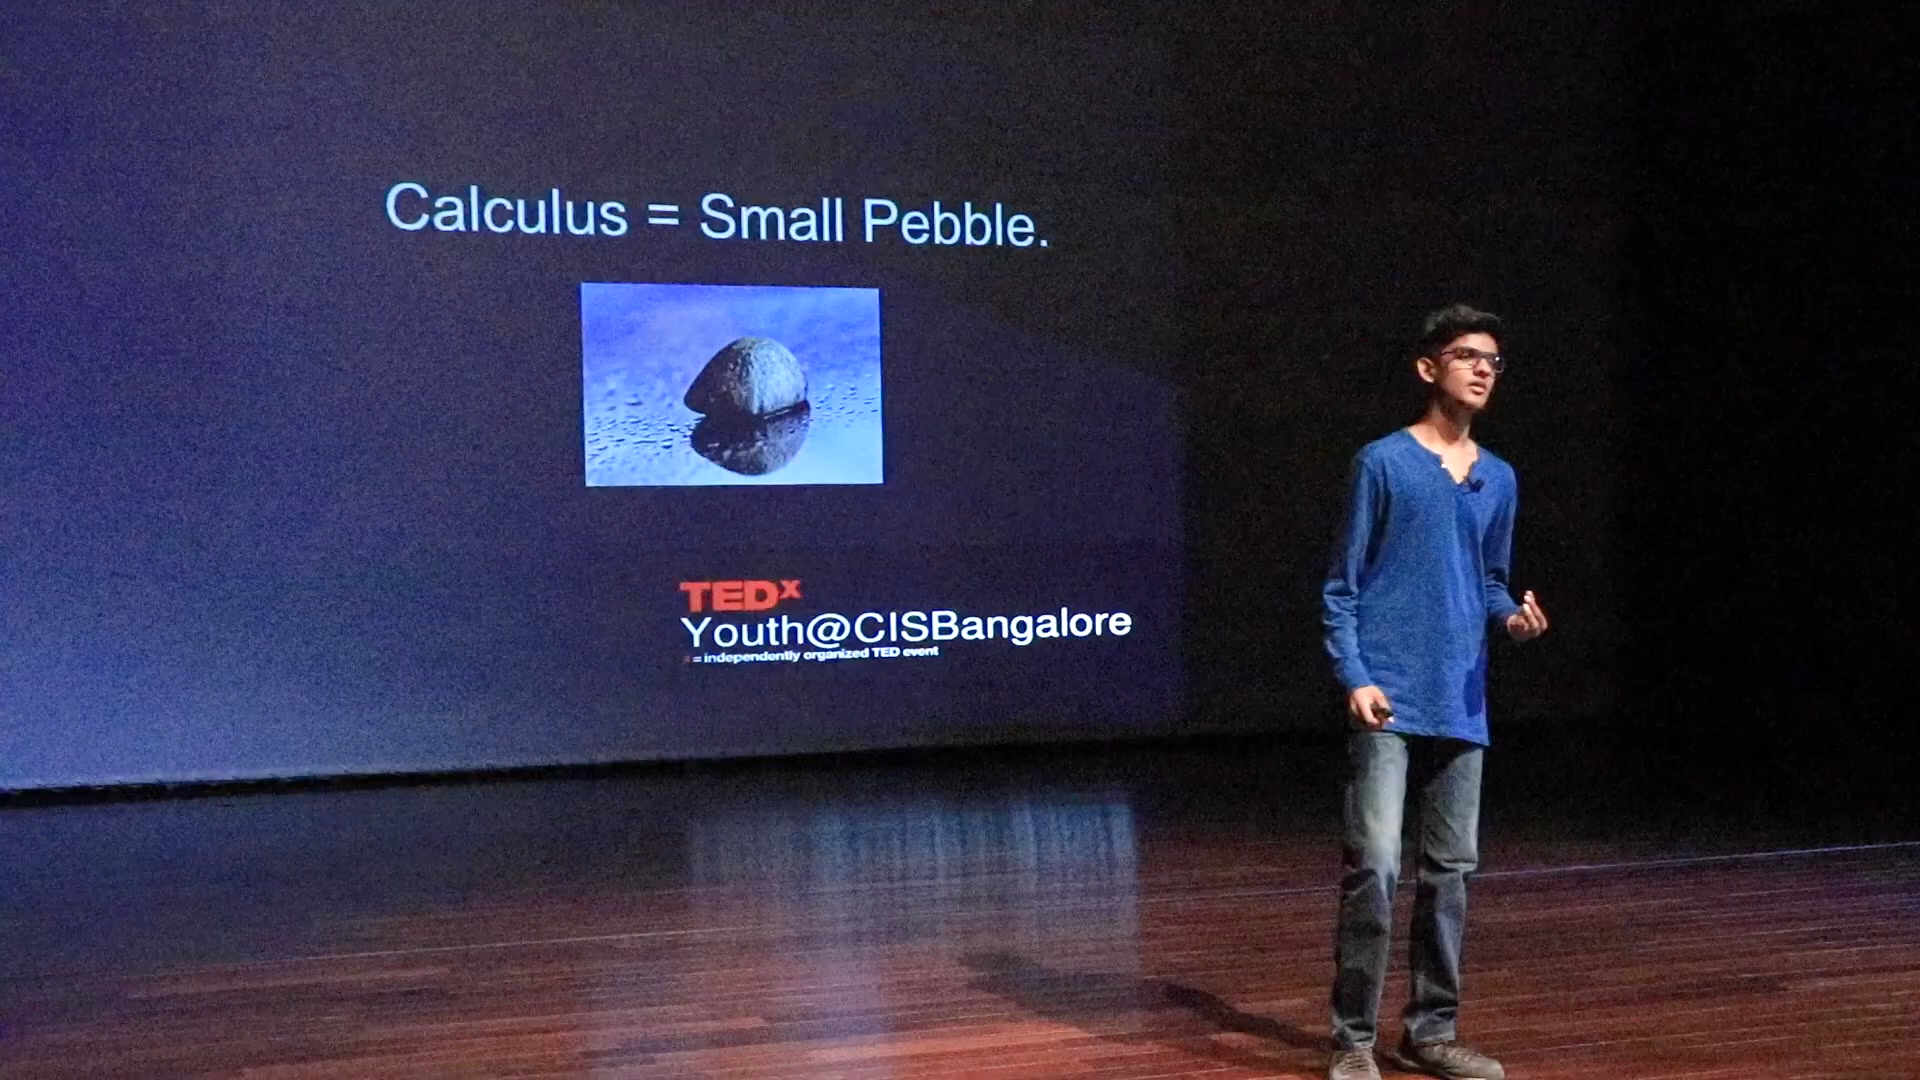 Calculus = Small Pebble.
TEDx
Youth@CISBangalore
x = independently organized TED event